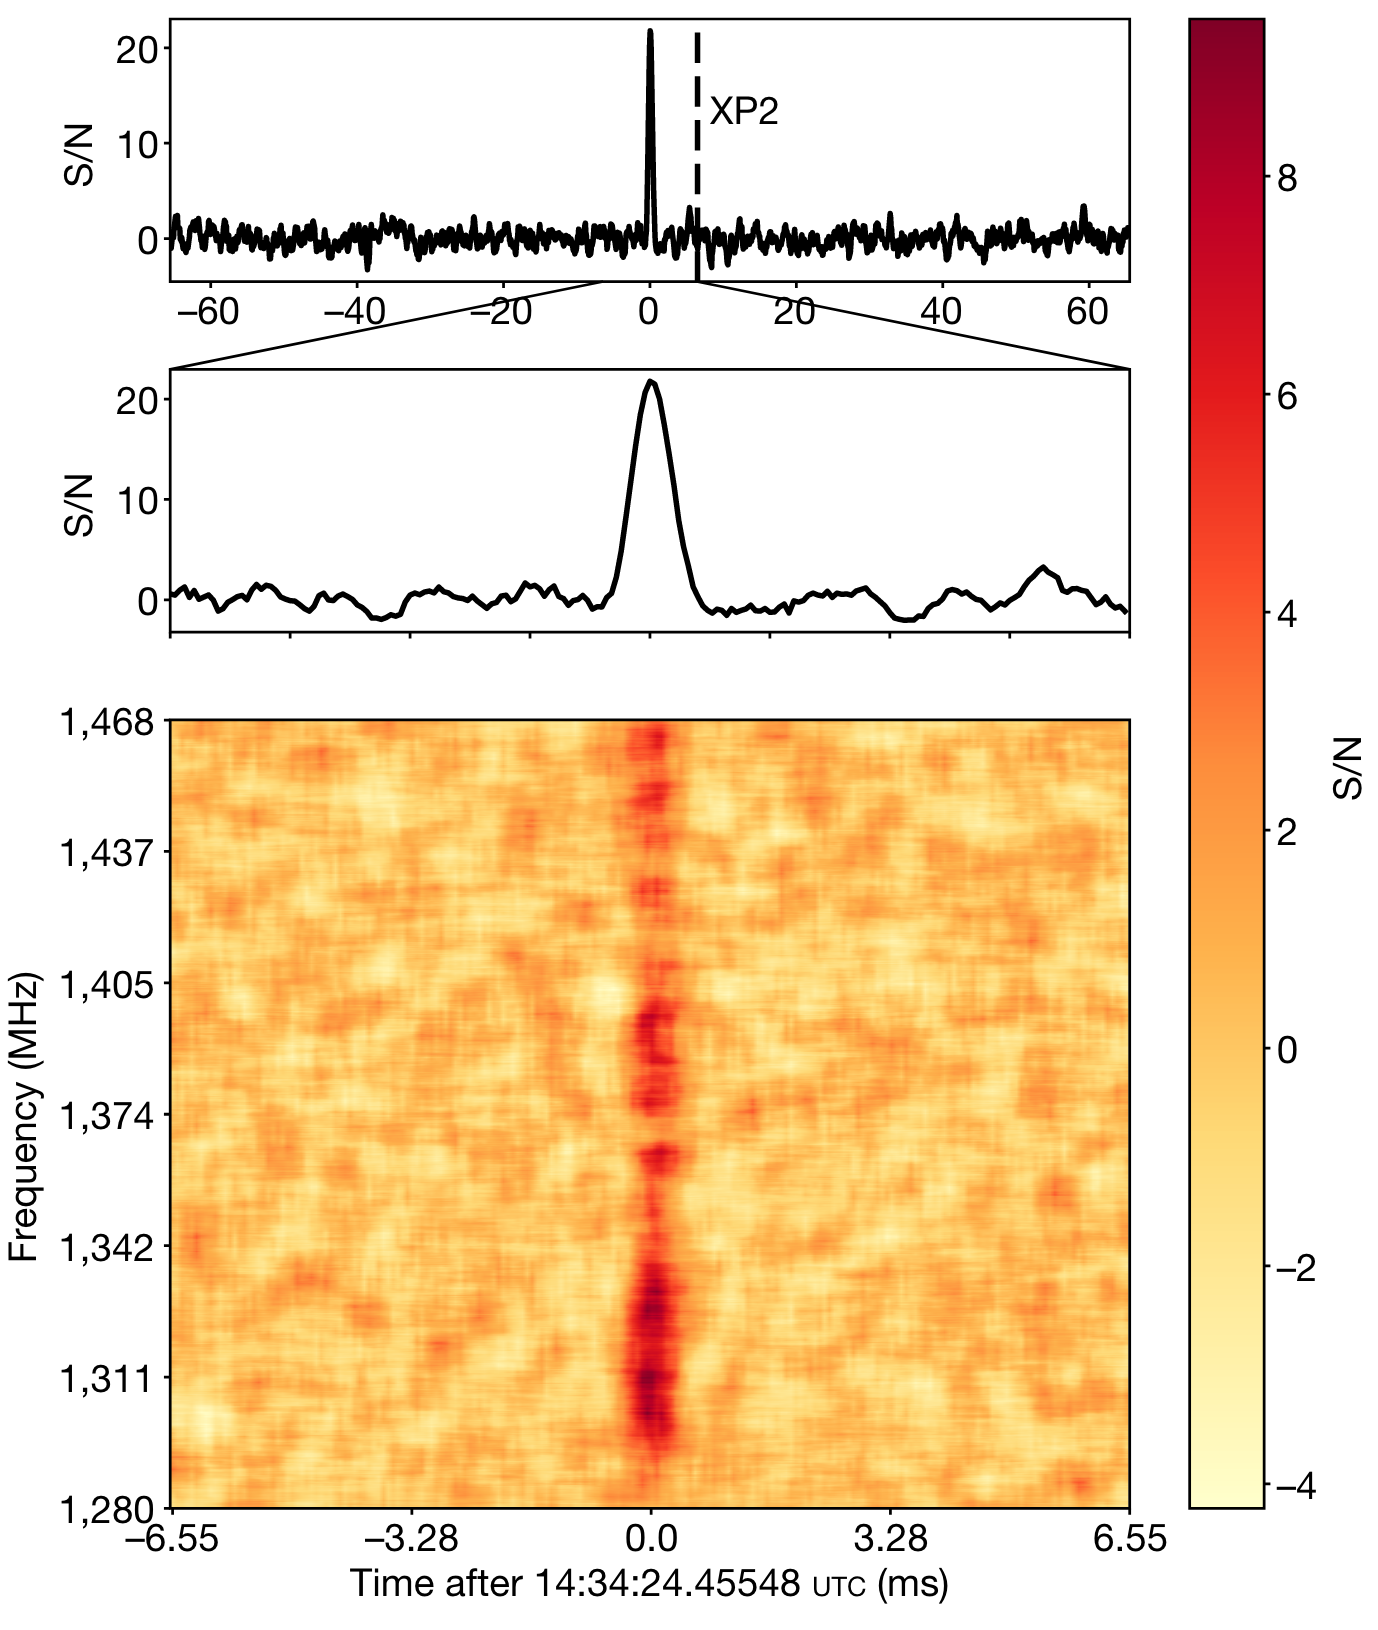 20
10
0
S/N
XP2
−60 −40 −20 0 20 40 60
20
10
0
S/N
1,468
1,437
1,405
1,374
1,342
1,311
1,280
Frequency (MHz)
−6.55 −3.28 0.0 3.28 6.55
Time after 14:34:24.45548 UTC (ms)
8
6
4
2
0
−2
−4
S/N